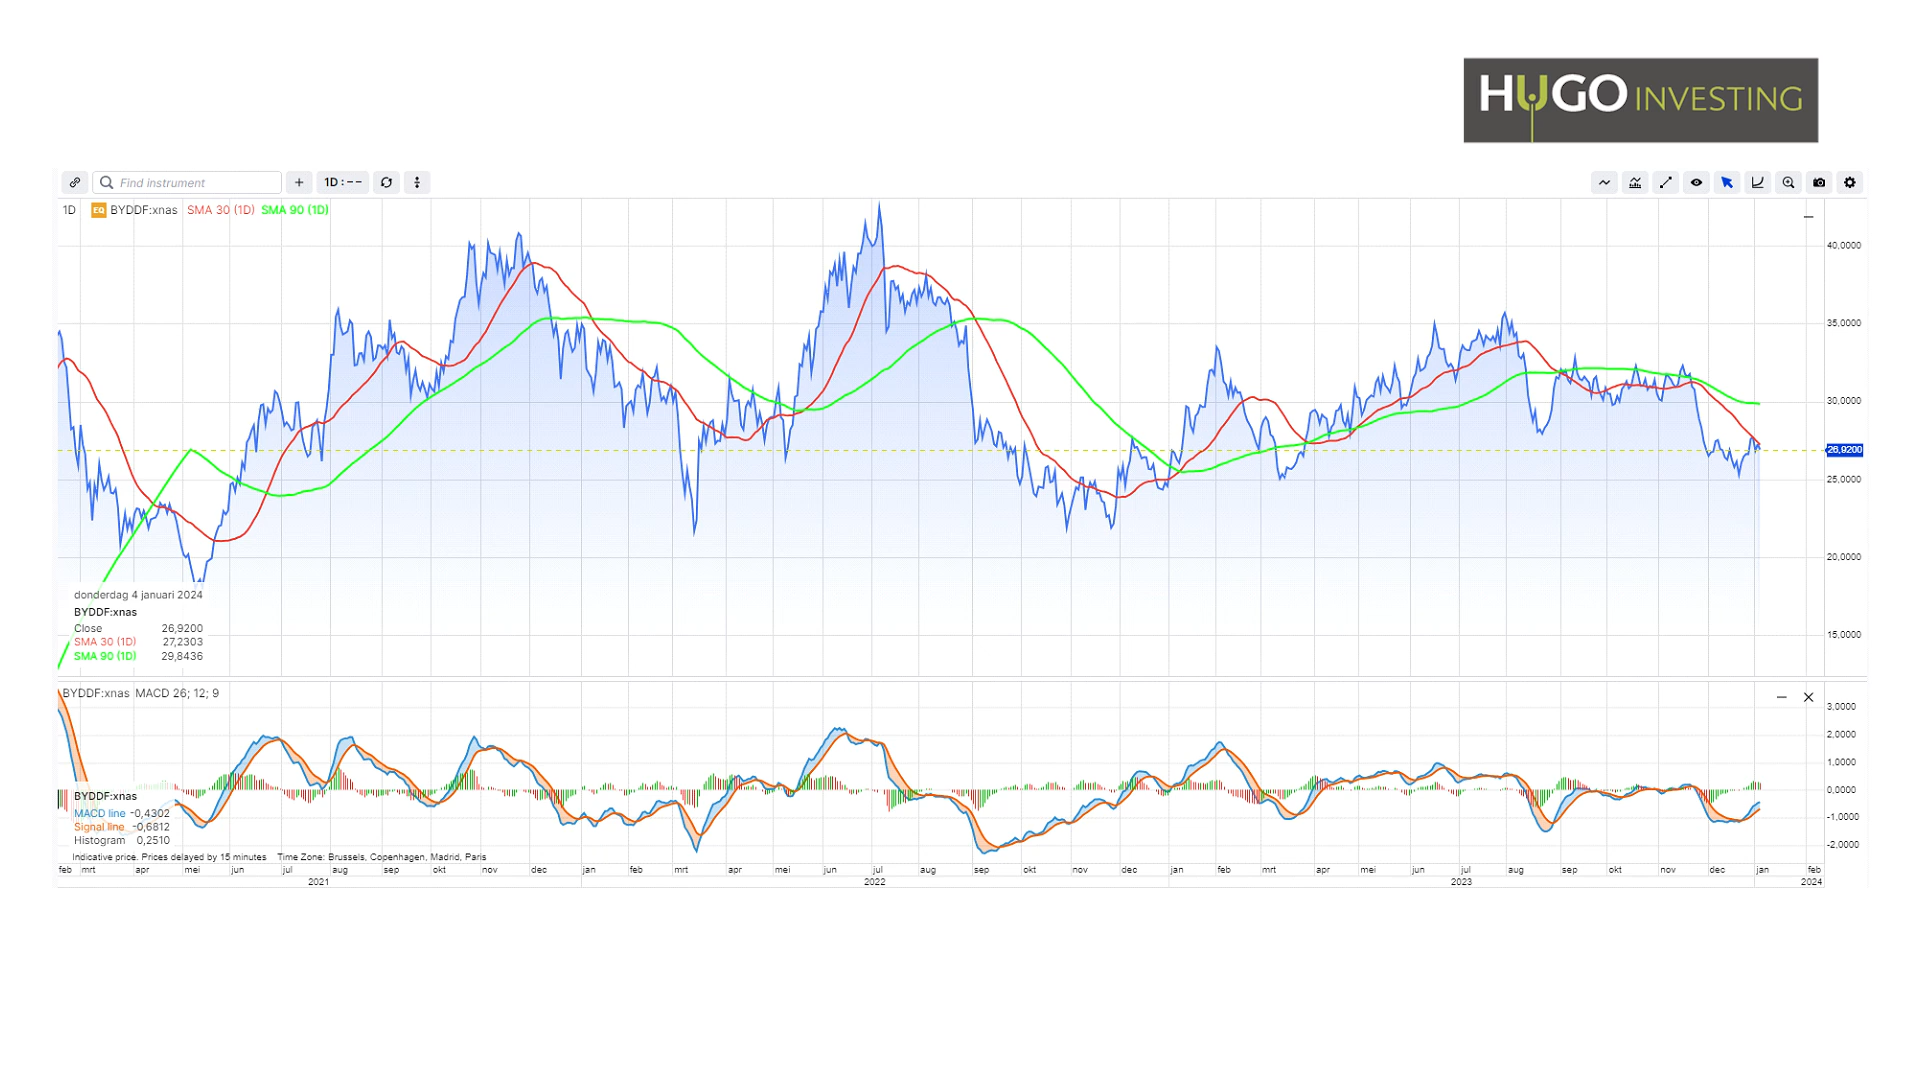 HUGO INVESTING
Find instrument
+
1D : --
1D EQ BYDDF:xnas SMA 30 (1D) SMA 90 (1D)
40,0000
35,0000
30,0000
26,9200
25,0000
20,0000
15,0000
donderdag 4 januari 2024
BYDDF:xnas
Close 26,9200
SMA 30 (1D) 27,2303
SMA 90 (1D) 29,8436
BYDDF:xnas MACD 26; 12; 9
3,0000
2,0000
1,0000
0,0000
-1,0000
-2,0000
BYDDF:xnas
MACD line -0,4302
Signal line -0,6812
Histogram 0,2510
Indicative price. Prices delayed by 15 minutes Time Zone: Brussels, Copenhagen, Madrid, Paris
feb mrt apr mei jun jul aug sep okt nov dec jan feb mrt apr mei jun jul aug sep okt nov dec jan feb mrt apr mei jun jul aug sep okt nov dec jan feb
2021 2022 2023 2024